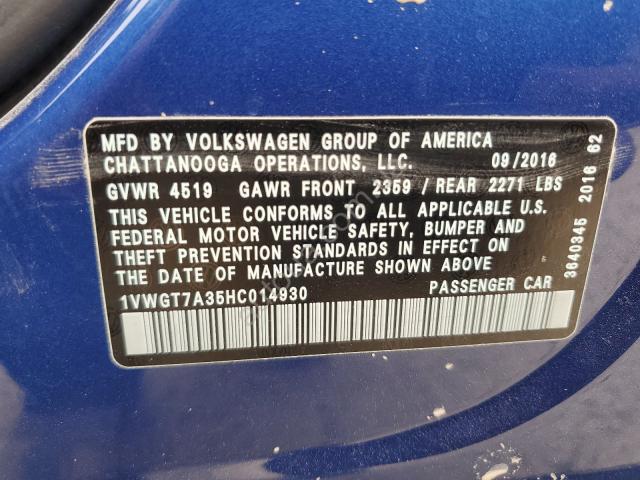 MFD BY VOLKSWAGEN GROUP OF AMERICA
CHATTANOOGA OPERATIONS, LLC. 09/2016
GVWR 4519 GAWR FRONT 2359 / REAR 2271 LBS
THIS VEHICLE CONFORMS TO ALL APPLICABLE U.S.
FEDERAL MOTOR VEHICLE SAFETY, BUMPER AND
THEFT PREVENTION STANDARDS IN EFFECT ON
THE DATE OF MANUFACTURE SHOWN ABOVE
1VWGT7A35HC014930 PASSENGER CAR
3640345 2016 62